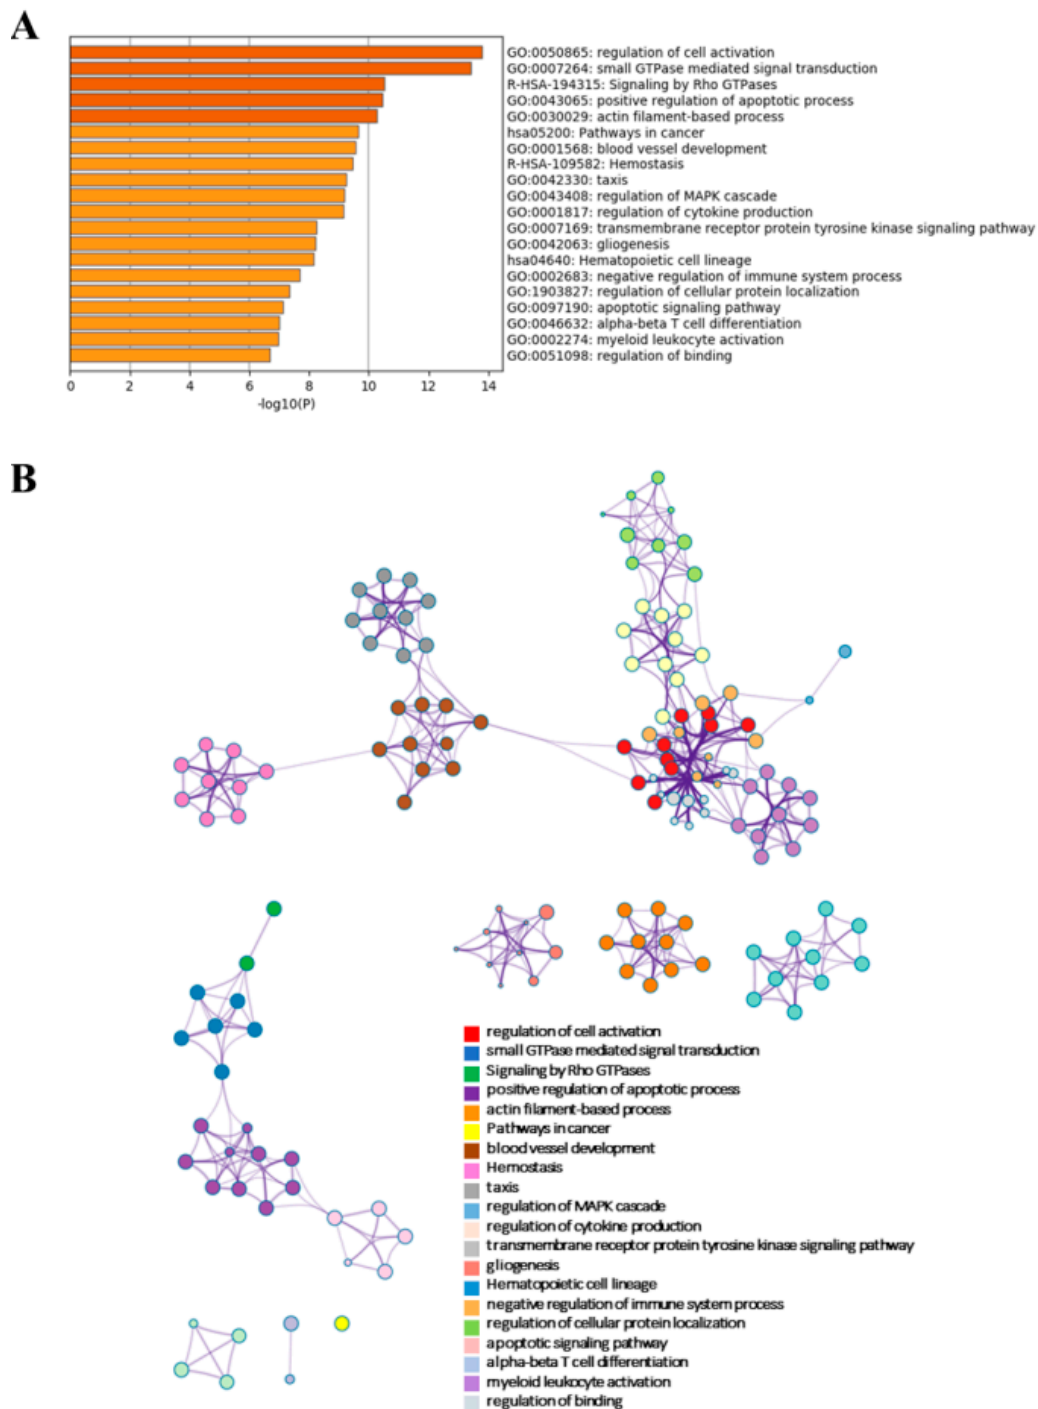 A
GO:0050865: regulation of cell activation
GO:0007264: small GTPase mediated signal transduction
R-HSA-194315: Signaling by Rho GTPases
GO:0043065: positive regulation of apoptotic process
GO:0030029: actin filament-based process
hsa05200: Pathways in cancer
GO:0001568: blood vessel development
R-HSA-109582: Hemostasis
GO:0042330: taxis
GO:0043408: regulation of MAPK cascade
GO:0001817: regulation of cytokine production
GO:0007169: transmembrane receptor protein tyrosine kinase signaling pathway
GO:0042063: gliogenesis
hsa04640: Hematopoietic cell lineage
GO:0002683: negative regulation of immune system process
GO:1903827: regulation of cellular protein localization
GO:0097190: apoptotic signaling pathway
GO:0046632: alpha-beta T cell differentiation
GO:0002274: myeloid leukocyte activation
GO:0051098: regulation of binding
0 2 4 6 8 10 12 14
-log10(P)
B
regulation of cell activation
small GTPase mediated signal transduction
Signaling by Rho GTPases
positive regulation of apoptotic process
actin filament-based process
Pathways in cancer
blood vessel development
Hemostasis
taxis
regulation of MAPK cascade
regulation of cytokine production
transmembrane receptor protein tyrosine kinase signaling pathway
gliogenesis
Hematopoietic cell lineage
negative regulation of immune system process
regulation of cellular protein localization
apoptotic signaling pathway
alpha-beta T cell differentiation
myeloid leukocyte activation
regulation of binding